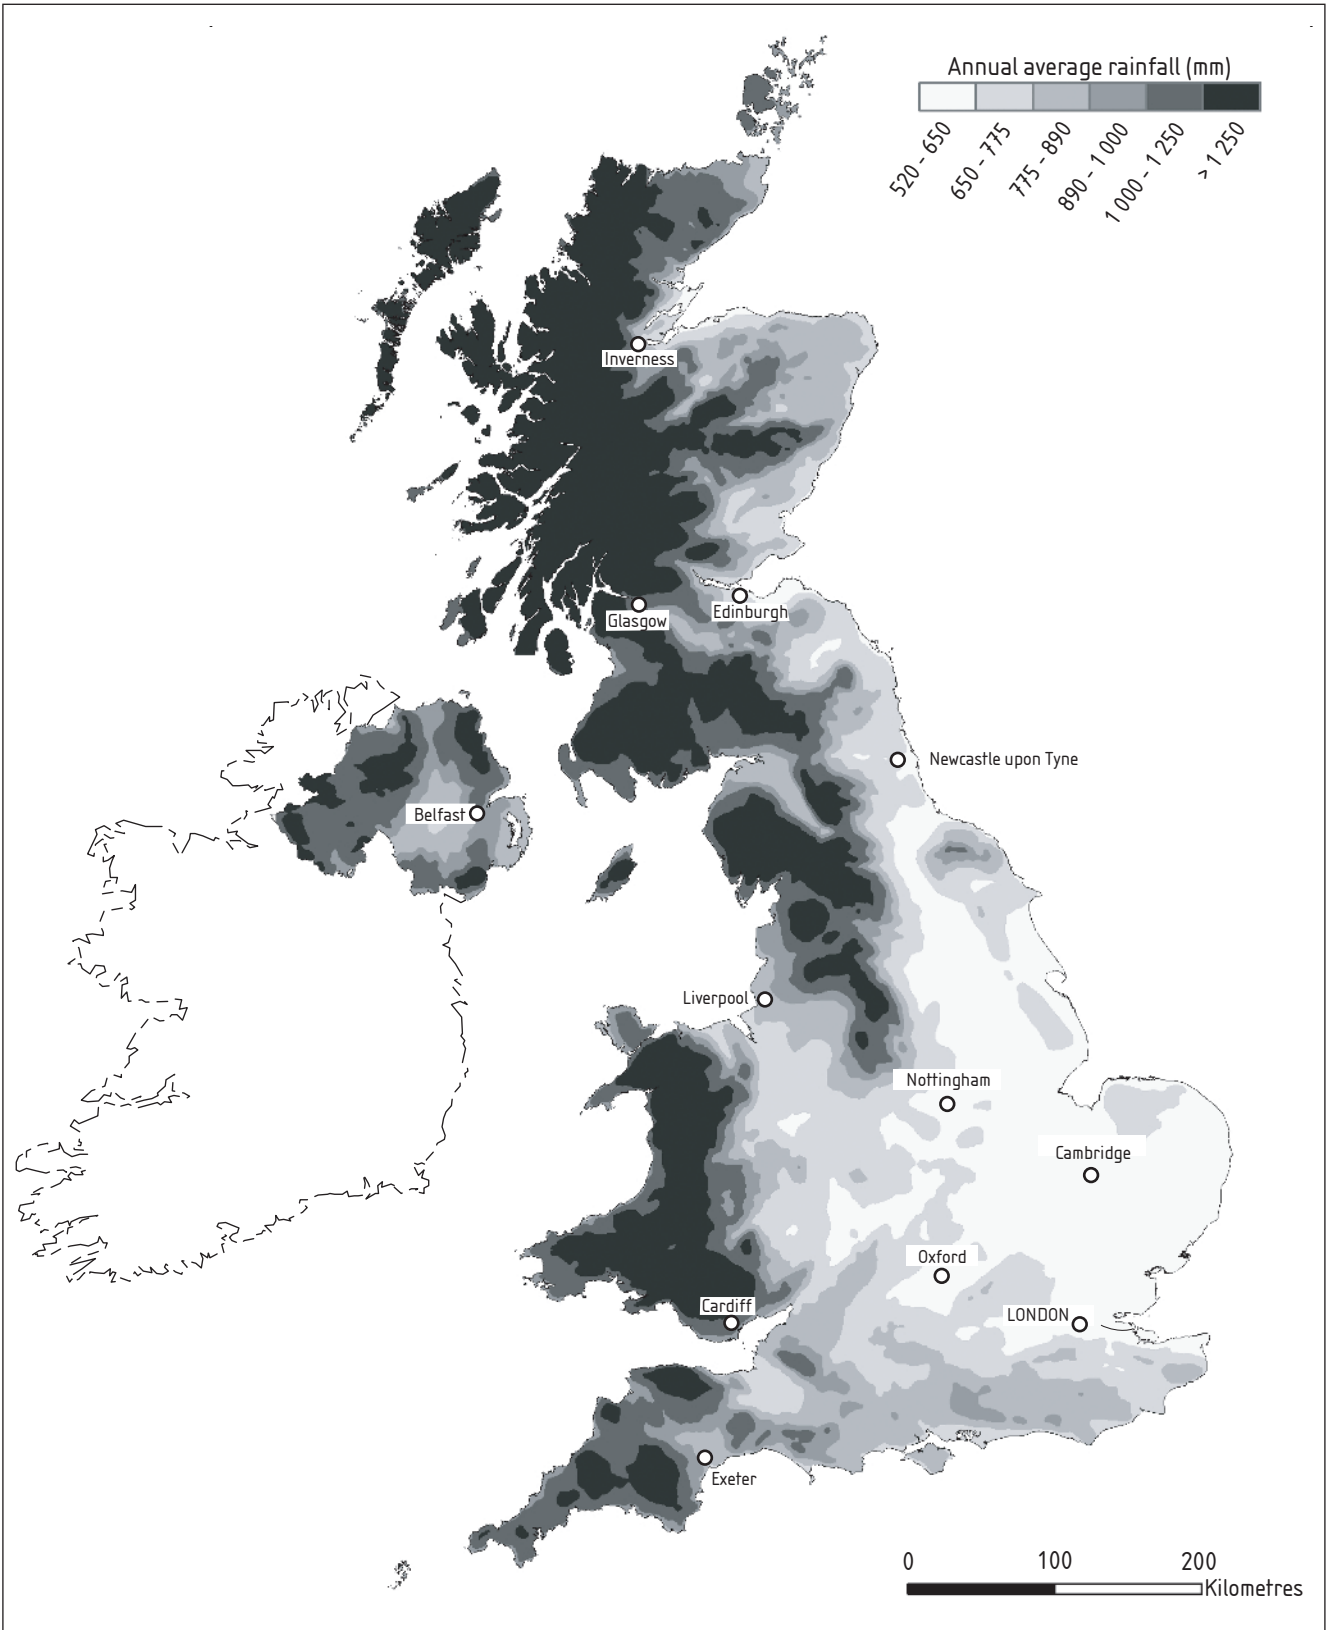 Annual average rainfall (mm)
520 - 650
650 - 775
775 - 890
890 - 1 000
1 000 - 1 250
> 1 250
Inverness
Edinburgh
Glasgow
Newcastle upon Tyne
Belfast
Liverpool
Nottingham
Cambridge
Oxford
Cardiff
LONDON
Exeter
0 100 200
Kilometres